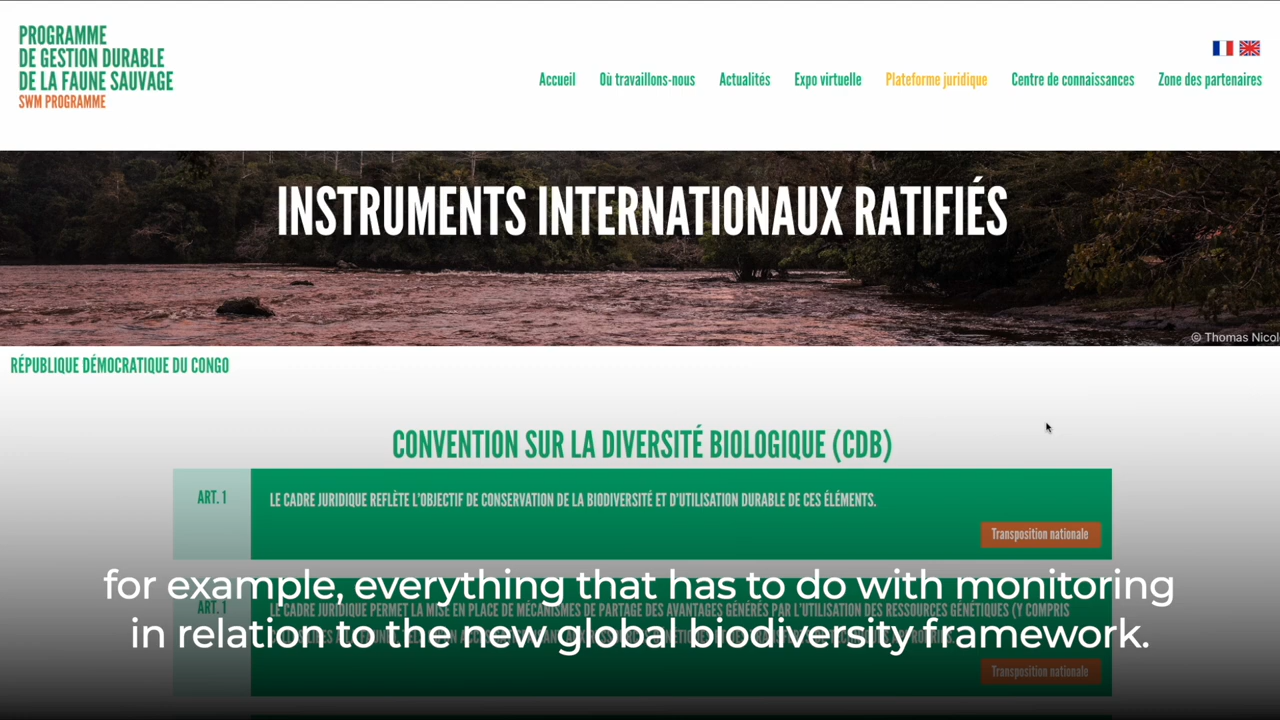 PROGRAMME
DE GESTION DURABLE
DE LA FAUNE SAUVAGE
SWM PROGRAMME
Accueil Où travaillons-nous Actualités Expo virtuelle Plateforme juridique Centre de connaissances Zone des partenaires
INSTRUMENTS INTERNATIONAUX RATIFIÉS
© Thomas Nicol
RÉPUBLIQUE DÉMOCRATIQUE DU CONGO
CONVENTION SUR LA DIVERSITÉ BIOLOGIQUE (CDB)
ART. 1 LE CADRE JURIDIQUE REFLÈTE L'OBJECTIF DE CONSERVATION DE LA BIODIVERSITÉ ET D'UTILISATION DURABLE DE CES ÉLÉMENTS.
Transposition nationale
for example, everything that has to do with monitoring
ART. 1 LE CADRE JURIDIQUE PERMET LA MISE EN PLACE DE MÉCANISMES DE PARTAGE DES AVANTAGES GÉNÉRÉS PAR L'UTILISATION DES RESSOURCES GÉNÉTIQUES (Y COMPRIS
in relation to the new global biodiversity framework.
Transposition nationale